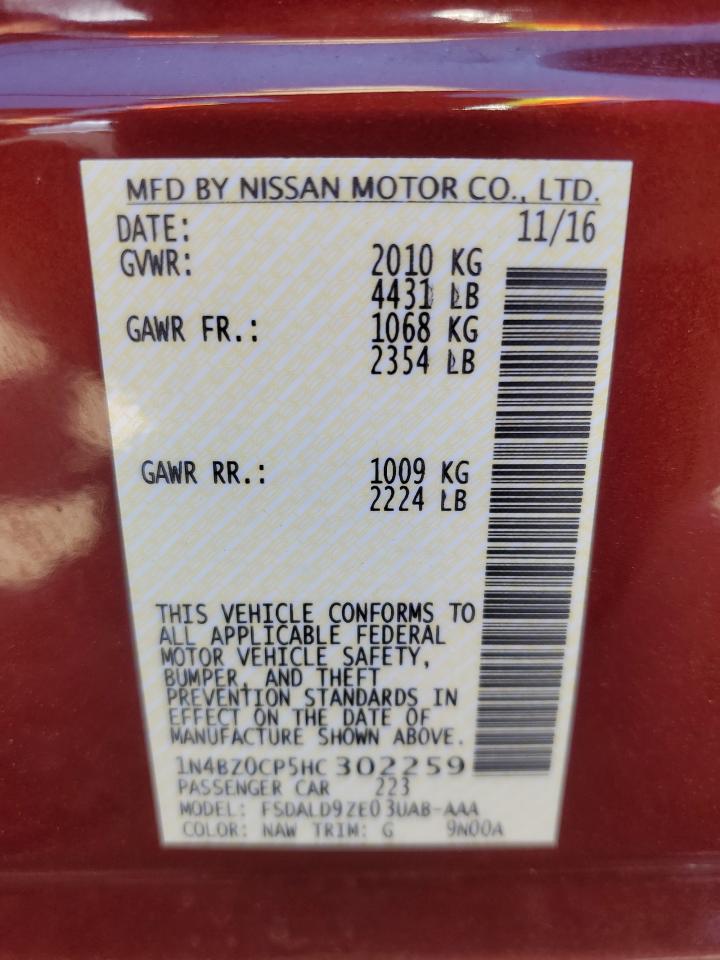 MFD BY NISSAN MOTOR CO., LTD.
DATE: 11/16
GVWR: 2010 KG
4431 LB
GAWR FR.: 1068 KG
2354 LB
GAWR RR.: 1009 KG
2224 LB
THIS VEHICLE CONFORMS TO
ALL APPLICABLE FEDERAL
MOTOR VEHICLE SAFETY,
BUMPER, AND THEFT
PREVENTION STANDARDS IN
EFFECT ON THE DATE OF
MANUFACTURE SHOWN ABOVE.
1N4BZ0CP5HC 302259
PASSENGER CAR 223
MODEL: FSDALD9ZE03UAB-AAA
COLOR: NAW TRIM: G 9N00A